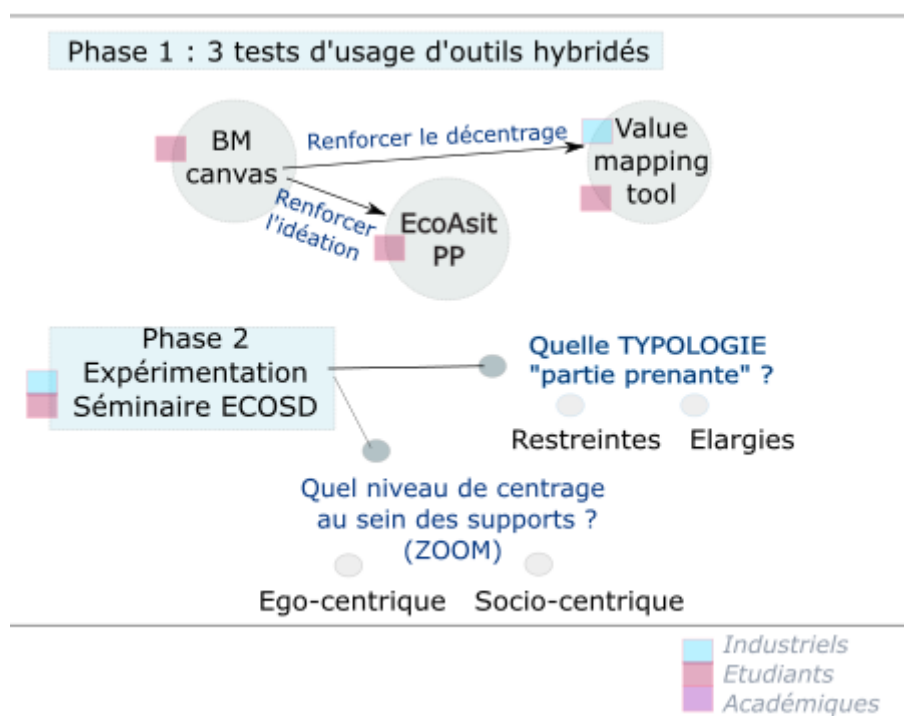 Phase 1 : 3 tests d'usage d'outils hybridés
BM
canvas
Renforcer le décentrage
Value
mapping
tool
Renforcer
l'idéation
EcoAsit
PP
Phase 2
Expérimentation
Séminaire ECOSD
Quelle TYPOLOGIE
"partie prenante" ?
Restreintes
Elargies
Quel niveau de centrage
au sein des supports ?
(ZOOM)
Ego-centrique
Socio-centrique
Industriels
Etudiants
Académiques